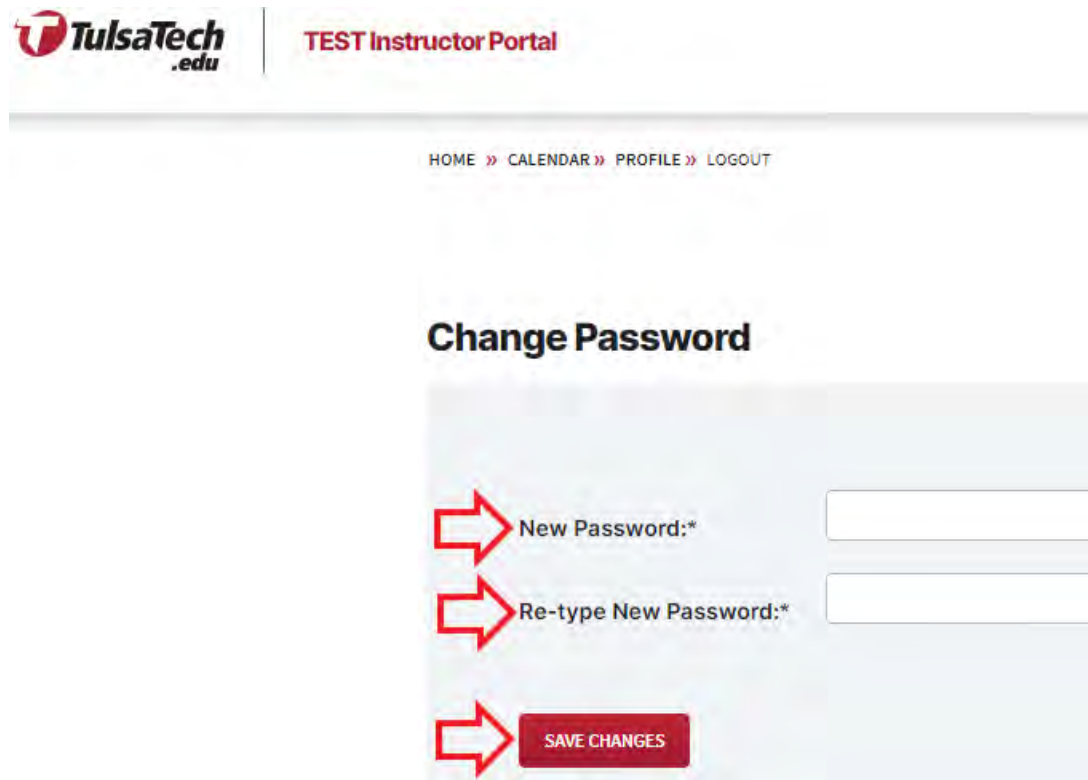 TulsaTech
.edu
TEST Instructor Portal
HOME » CALENDAR » PROFILE » LOGOUT
Change Password
New Password:*
Re-type New Password:*
SAVE CHANGES